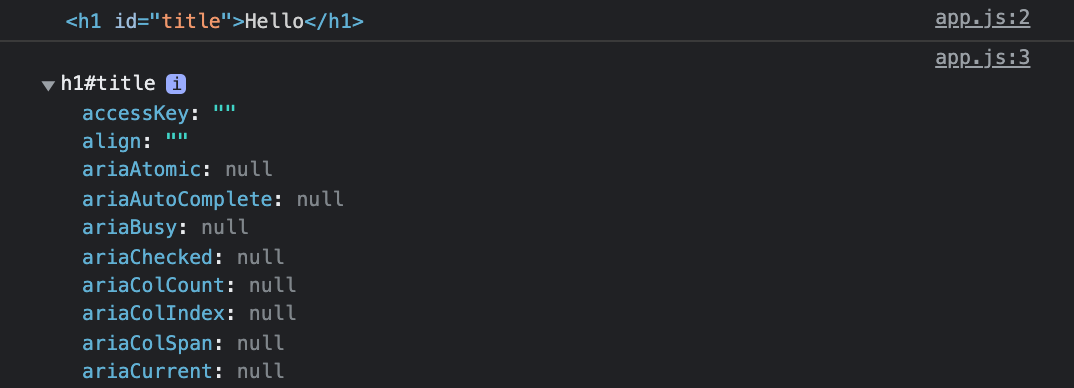 <h1 id="title">Hello</h1> app.js:2
app.js:3
▼h1#title i
accessKey: ""
align: ""
ariaAtomic: null
ariaAutoComplete: null
ariaBusy: null
ariaChecked: null
ariaColCount: null
ariaColIndex: null
ariaColSpan: null
ariaCurrent: null